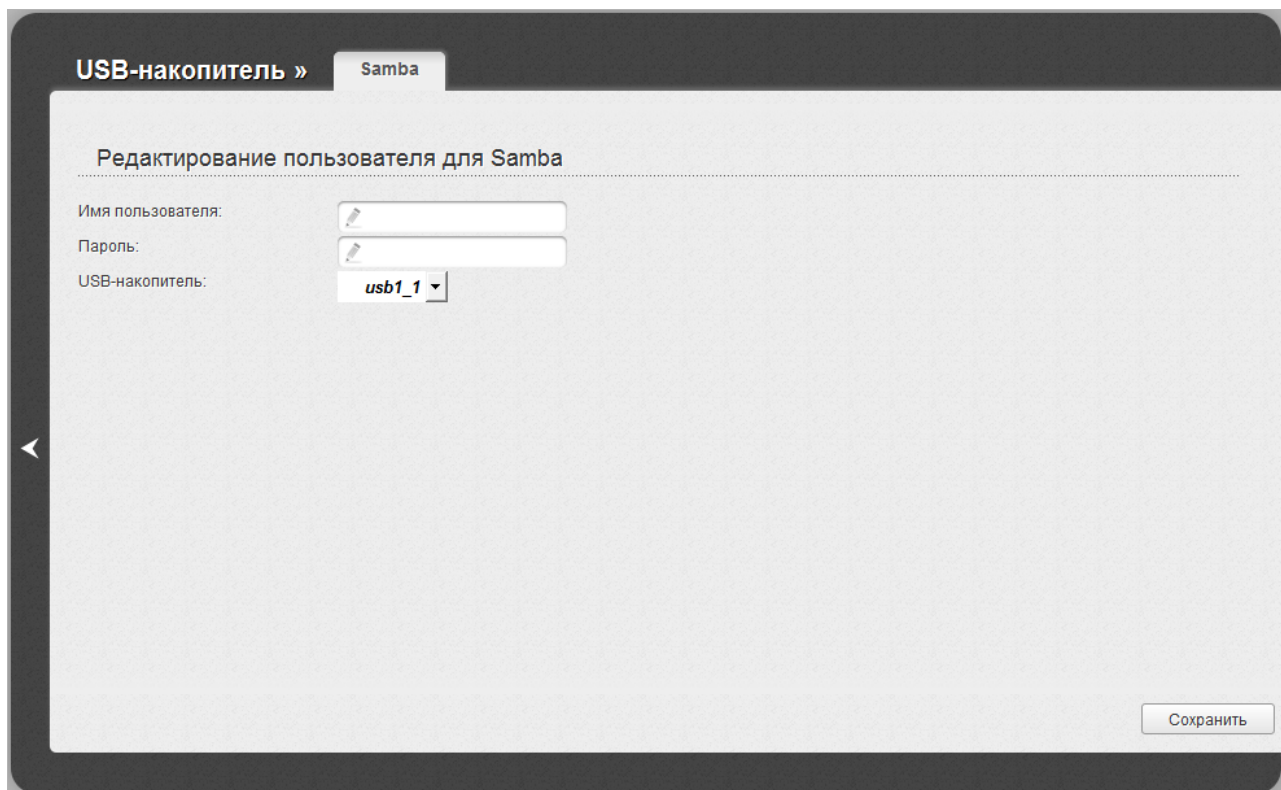 USB-накопитель » Samba
Редактирование пользователя для Samba
Имя пользователя:
Пароль:
USB-накопитель: usb1_1
Сохранить